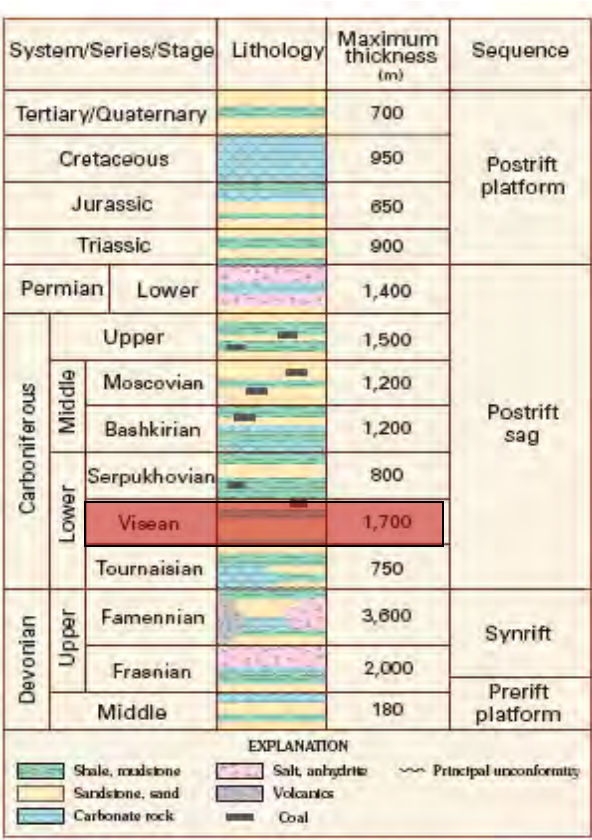 System/Series/Stage Lithology Maximum thickness (m) Sequence
Tertiary/Quaternary 700
Cretaceous 950
Postrift platform
Jurassic 650
Triassic 900
Permian Lower 1,400
Carboniferous
Upper 1,500
Middle
Moscovian 1,200
Bashkirian 1,200
Postrift sag
Lower
Serpukhovian 800
Visean 1,700
Tournaisian 750
Devonian
Upper
Famennian 3,600
Synrift
Frasnian 2,000
Middle 180
Prerift platform
EXPLANATION
Shale, mudstone Salt, anhydrite Principal unconformity
Sandstone, sand Volcanics
Carbonate rock Coal